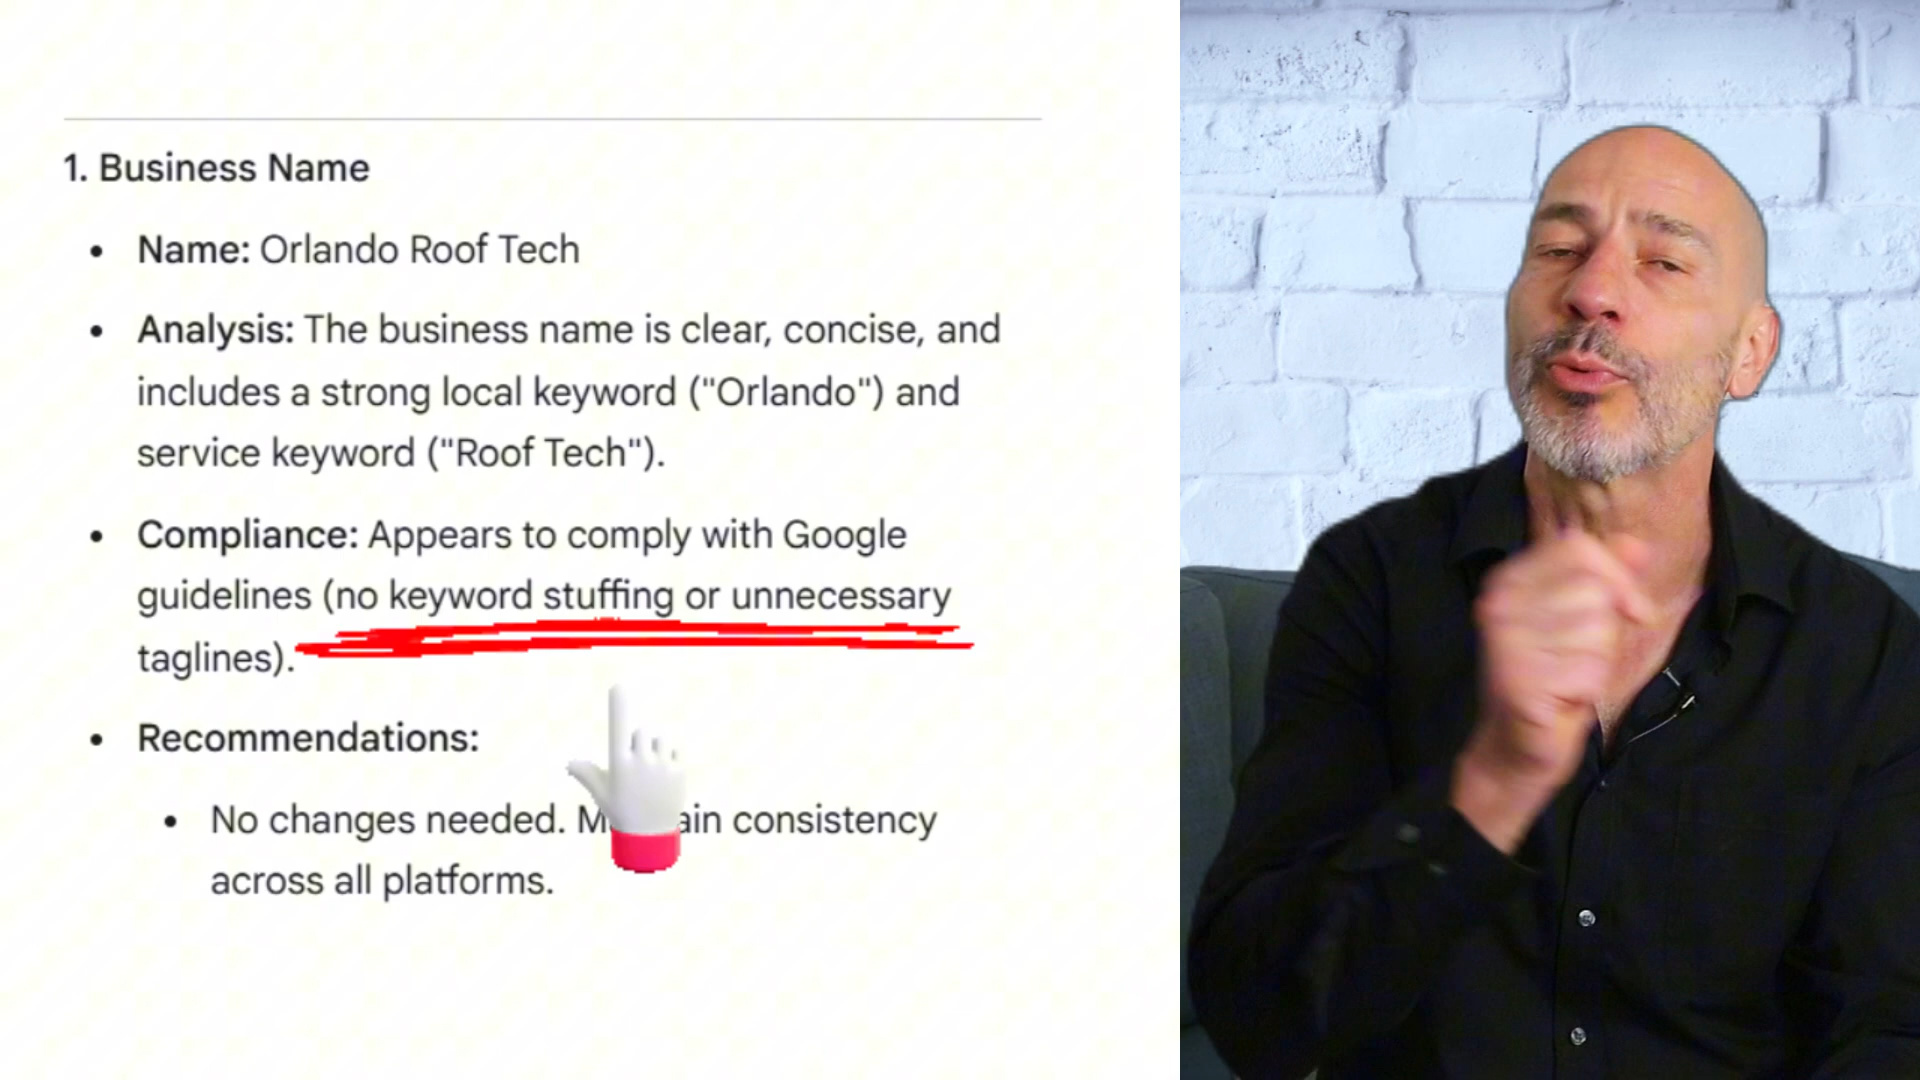 1. Business Name
• Name: Orlando Roof Tech
• Analysis: The business name is clear, concise, and
includes a strong local keyword ("Orlando") and
service keyword ("Roof Tech").
• Compliance: Appears to comply with Google
guidelines (no keyword stuffing or unnecessary
taglines).
• Recommendations:
• No changes needed. consistency
across all platforms.